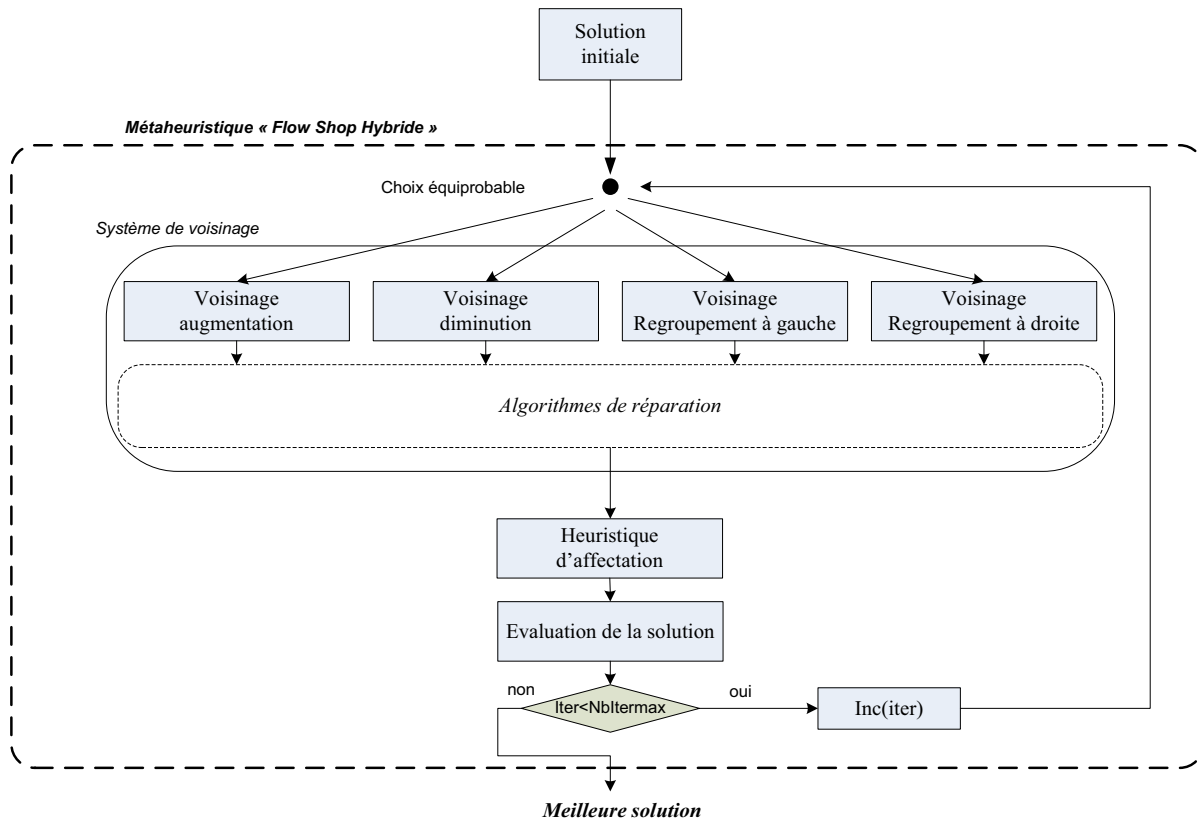 Solution
initiale
Métaheuristique « Flow Shop Hybride »
Choix équiprobable
Système de voisinage
Voisinage
augmentation
Voisinage
diminution
Voisinage
Regroupement à gauche
Voisinage
Regroupement à droite
Algorithmes de réparation
Heuristique
d’affectation
Evaluation de la solution
non
Iter<NbItermax
oui
Inc(iter)
Meilleure solution